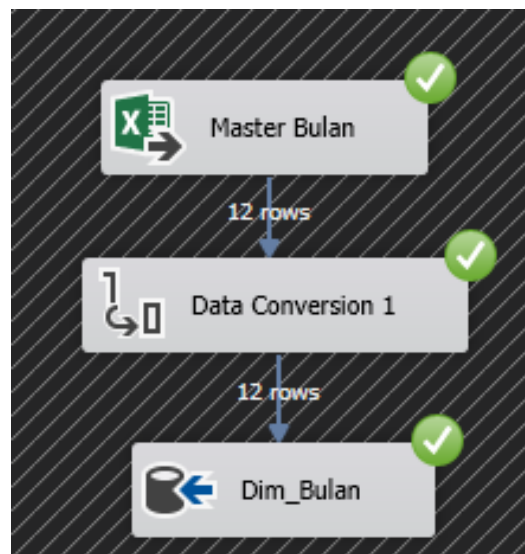 Master Bulan
12 rows
Data Conversion 1
12 rows
Dim_Bulan